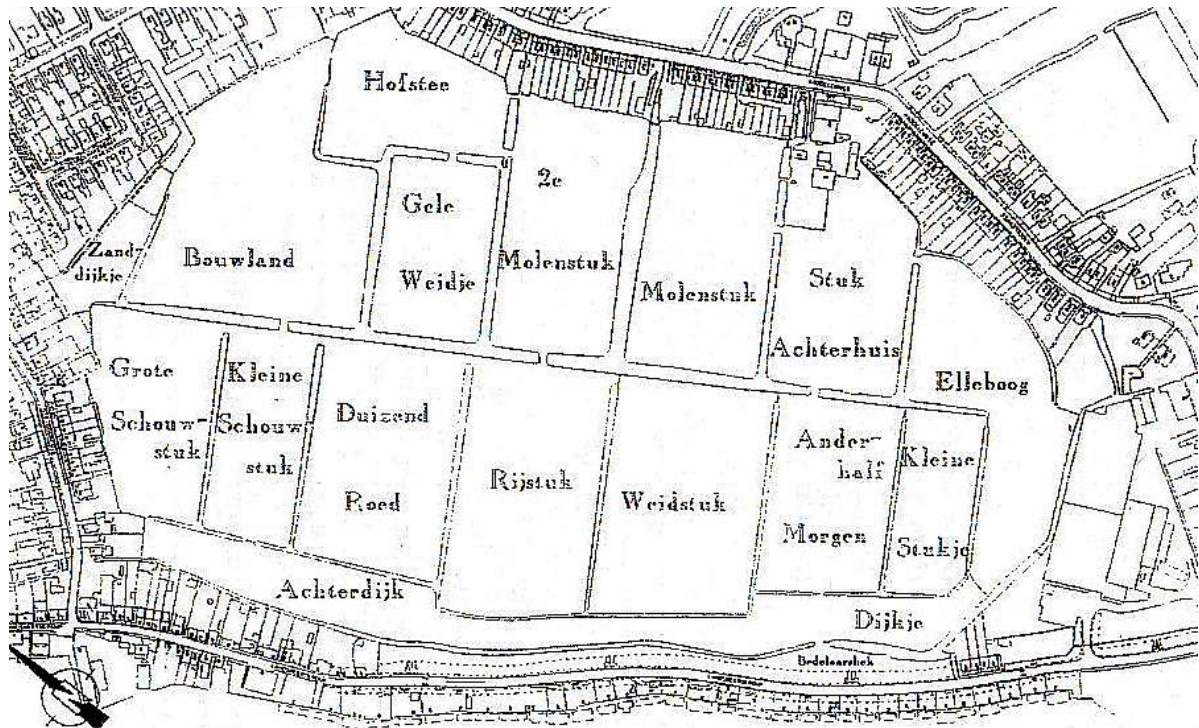 Hofstee
2e
Molenstuk
Gele
Weidje
Zand-
dijkje
Bouwland
Molenstuk
Stuk
Achterhuis
Elleboog
Grote
Schouw-
stuk
Kleine
Schouw-
stuk
Duizend
Roed
Rijstuk
Weidstuk
Ander-
half
Morgen
Kleine
Stukje
Achterdijk
Dijkje
Bedelaarshek